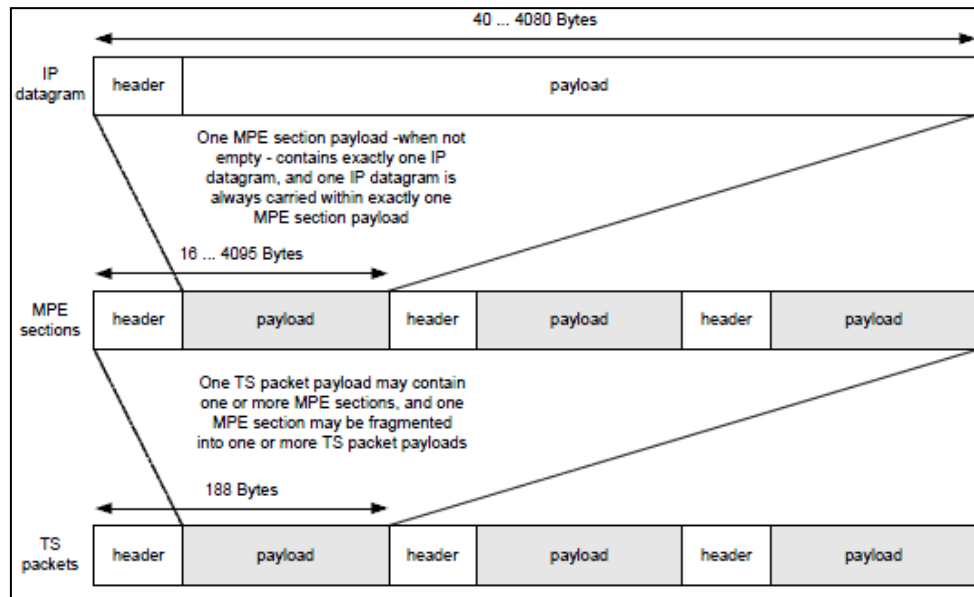 40 ... 4080 Bytes
IP
datagram
header
payload
One MPE section payload -when not
empty - contains exactly one IP
datagram, and one IP datagram is
always carried within exactly one
MPE section payload
16 ... 4095 Bytes
MPE
sections
header
payload
header
payload
header
payload
One TS packet payload may contain
one or more MPE sections, and one
MPE section may be fragmented
into one or more TS packet payloads
188 Bytes
TS
packets
header
payload
header
payload
header
payload